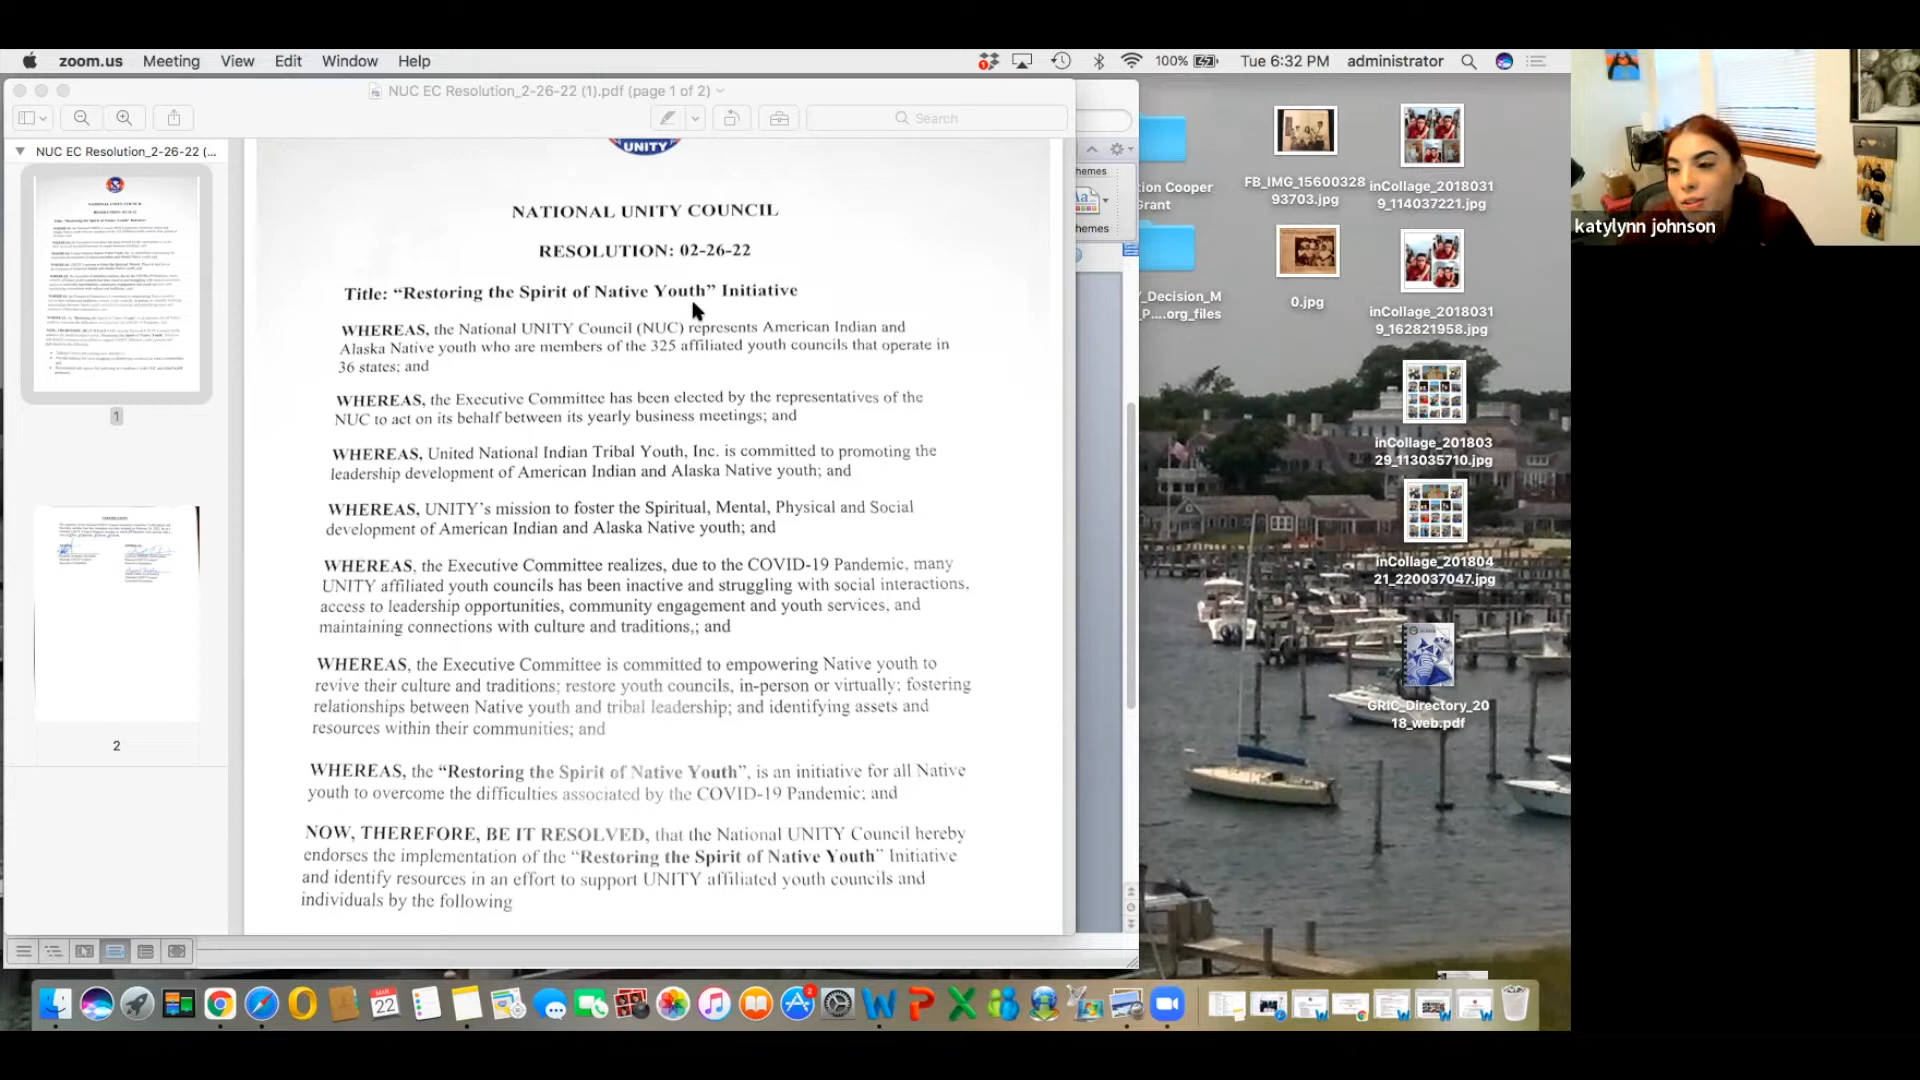 zoom.us Meeting View Edit Window Help
100% Tue 6:32 PM administrator
NUC EC Resolution_2-26-22 (1).pdf (page 1 of 2)
Search
NUC EC Resolution_2-26-22 (...
1
2
UNITY
NATIONAL UNITY COUNCIL
RESOLUTION: 02-26-22
Title: “Restoring the Spirit of Native Youth” Initiative
WHEREAS, the National UNITY Council (NUC) represents American Indian and
Alaska Native youth who are members of the 325 affiliated youth councils that operate in
36 states; and
WHEREAS, the Executive Committee has been elected by the representatives of the
NUC to act on its behalf between its yearly business meetings; and
WHEREAS, United National Indian Tribal Youth, Inc. is committed to promoting the
leadership development of American Indian and Alaska Native youth; and
WHEREAS, UNITY’s mission to foster the Spiritual, Mental, Physical and Social
development of American Indian and Alaska Native youth; and
WHEREAS, the Executive Committee realizes, due to the COVID-19 Pandemic, many
UNITY affiliated youth councils has been inactive and struggling with social interactions,
access to leadership opportunities, community engagement and youth services, and
maintaining connections with culture and traditions,; and
WHEREAS, the Executive Committee is committed to empowering Native youth to
revive their culture and traditions; restore youth councils, in-person or virtually; fostering
relationships between Native youth and tribal leadership; and identifying assets and
resources within their communities; and
WHEREAS, the “Restoring the Spirit of Native Youth”, is an initiative for all Native
youth to overcome the difficulties associated by the COVID-19 Pandemic; and
NOW, THEREFORE, BE IT RESOLVED, that the National UNITY Council hereby
endorses the implementation of the “Restoring the Spirit of Native Youth” Initiative
and identify resources in an effort to support UNITY affiliated youth councils and
individuals by the following
hemes
Aa
hemes
tion Cooper
Grant
Y_Decision_M
_P....org_files
FB_IMG_15600328
93703.jpg
0.jpg
inCollage_2018031
9_114037221.jpg
inCollage_2018031
9_162821958.jpg
inCollage_201803
29_113035710.jpg
inCollage_201804
21_220037047.jpg
GRIC_Directory_20
18_web.pdf
katylynn johnson
MAR
22
2